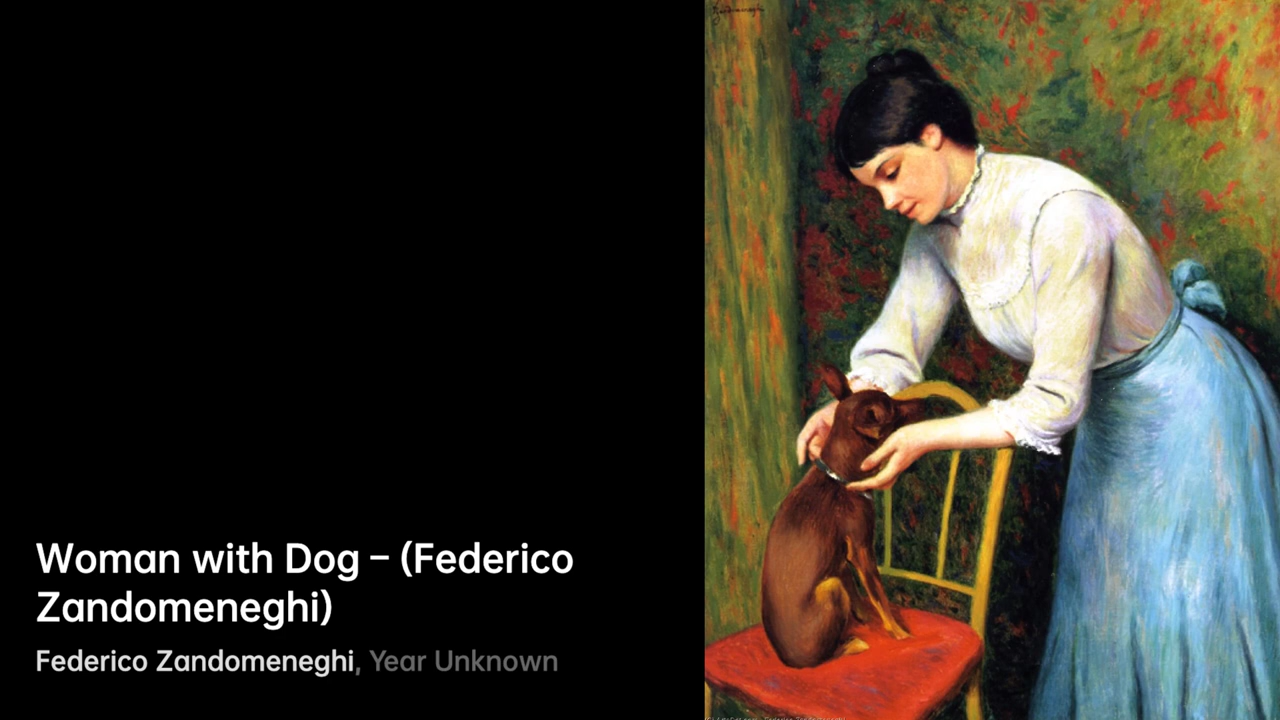 Woman with Dog – (Federico
Zandomeneghi)
Federico Zandomeneghi, Year Unknown